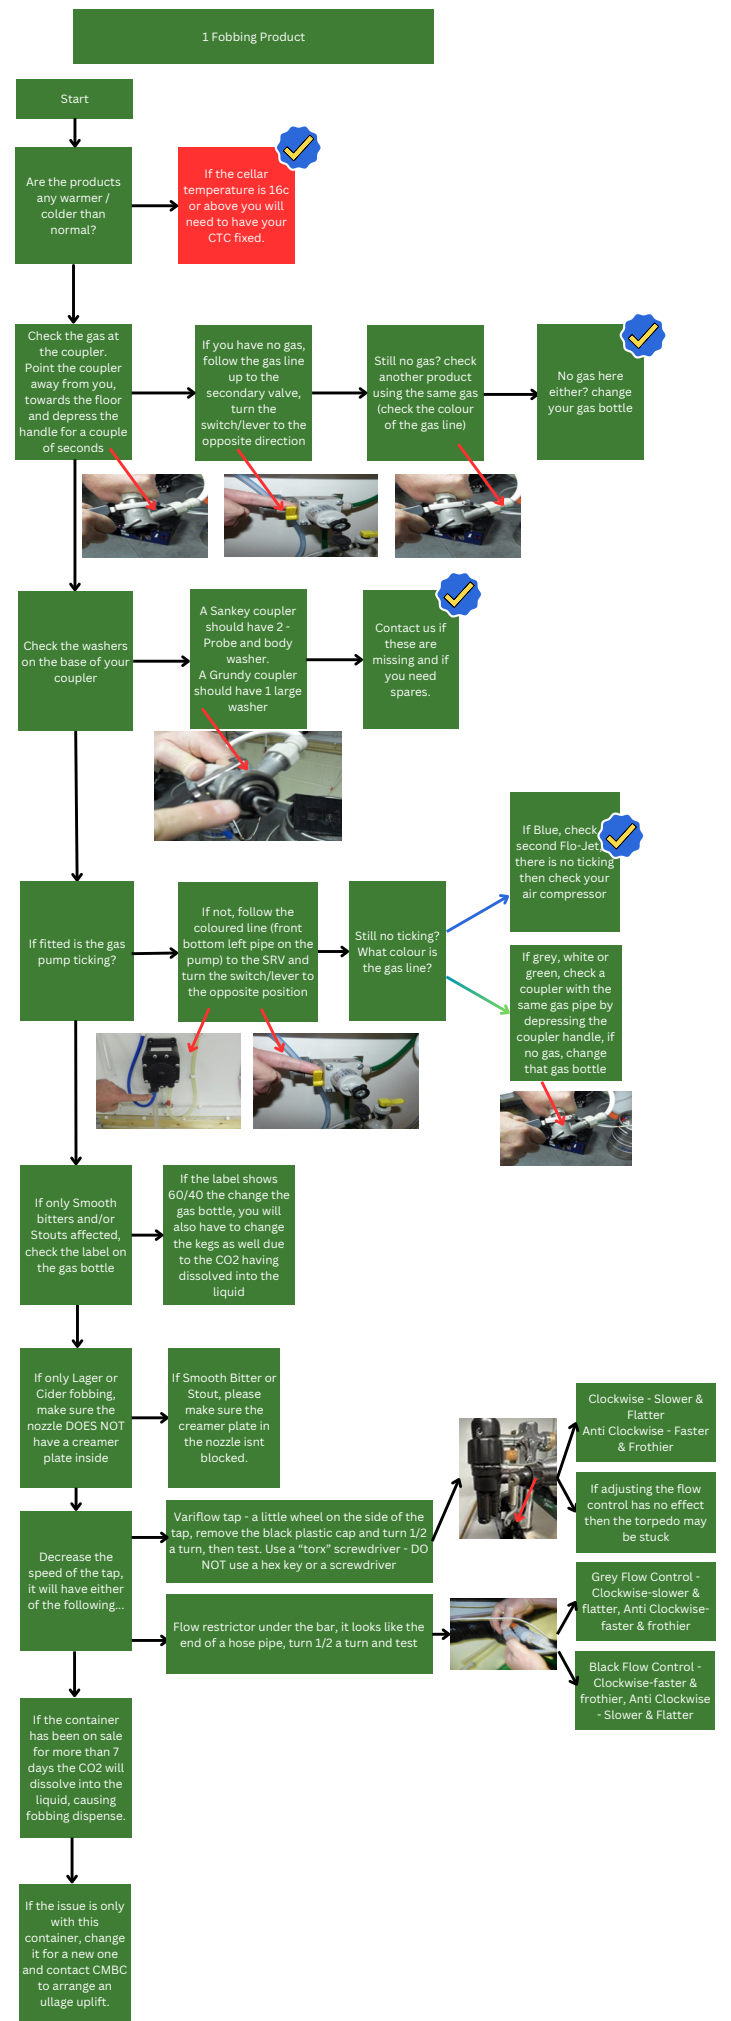 1 Fobbing Product
Start
Are the products
any warmer /
colder than
normal?
If the cellar
temperature is 16c
or above you will
need to have your
CTC fixed.
Check the gas at
the coupler.
Point the coupler
away from you,
towards the floor
and depress the
handle for a couple
of seconds
If you have no gas,
follow the gas line
up to the
secondary valve,
turn the
switch/lever to the
opposite direction
Still no gas? check
another product
using the same gas
(check the colour
of the gas line)
No gas here
either? change
your gas bottle
Check the washers
on the base of your
coupler
A Sankey coupler
should have 2 -
Probe and body
washer.
A Grundy coupler
should have 1 large
washer
Contact us if
these are
missing and if
you need
spares.
If fitted is the gas
pump ticking?
If not, follow the
coloured line (front
bottom left pipe on the
pump) to the SRV and
turn the switch/lever to
the opposite position
Still no ticking?
What colour is
the gas line?
If Blue, check
second Flo-Jet,
there is no ticking
then check your
air compressor
If grey, white or
green, check a
coupler with the
same gas pipe by
depressing the
coupler handle, if
no gas, change
that gas bottle
If only Smooth
bitters and/or
Stouts affected,
check the label on
the gas bottle
If the label shows
60/40 the change the
gas bottle, you will
also have to change
the kegs as well due
to the CO2 having
dissolved into the
liquid
If only Lager or
Cider fobbing,
make sure the
nozzle DOES NOT
have a creamer
plate inside
If Smooth Bitter or
Stout, please
make sure the
creamer plate in
the nozzle isnt
blocked.
Decrease the
speed of the tap,
it will have either
of the following...
Variflow tap - a little wheel on the side of the
tap, remove the black plastic cap and turn 1/2
a turn, then test. Use a “torx” screwdriver - DO
NOT use a hex key or a screwdriver
Clockwise - Slower &
Flatter
Anti Clockwise - Faster
& Frothier
If adjusting the flow
control has no effect
then the torpedo may
be stuck
Flow restrictor under the bar, it looks like the
end of a hose pipe, turn 1/2 a turn and test
Grey Flow Control -
Clockwise-slower &
flatter, Anti Clockwise-
faster & frothier
Black Flow Control -
Clockwise-faster &
frothier, Anti Clockwise
- Slower & Flatter
If the container
has been on sale
for more than 7
days the CO2 will
dissolve into the
liquid, causing
fobbing dispense.
If the issue is only
with this
container, change
it for a new one
and contact CMBC
to arrange an
ullage uplift.